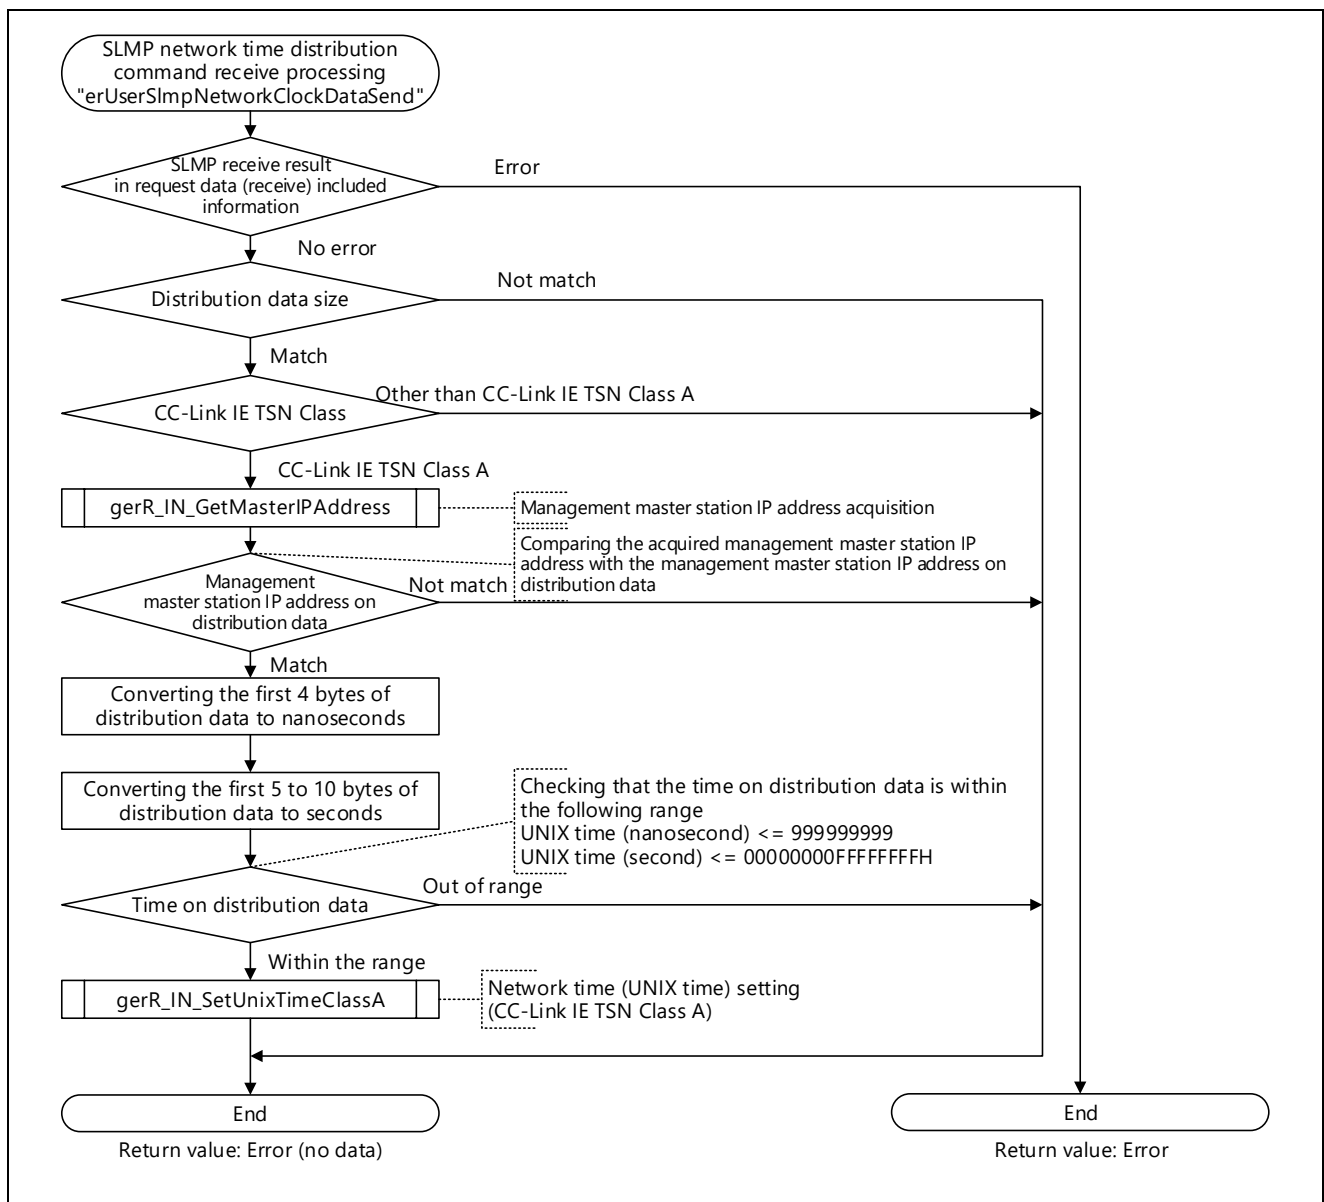 SLMP network time distribution
command receive processing
"erUserSlmpNetworkClockDataSend"
SLMP receive result
in request data (receive) included
information
Error
No error
Distribution data size
Not match
Match
CC-Link IE TSN Class
Other than CC-Link IE TSN Class A
CC-Link IE TSN Class A
gerR_IN_GetMasterIPAddress
Management master station IP address acquisition
Comparing the acquired management master station IP
address with the management master station IP address on
distribution data
Management
master station IP address on
distribution data
Not match
Match
Converting the first 4 bytes of
distribution data to nanoseconds
Converting the first 5 to 10 bytes of
distribution data to seconds
Checking that the time on distribution data is within
the following range
UNIX time (nanosecond) <= 999999999
UNIX time (second) <= 00000000FFFFFFFFH
Time on distribution data
Out of range
Within the range
gerR_IN_SetUnixTimeClassA
Network time (UNIX time) setting
(CC-Link IE TSN Class A)
End
Return value: Error (no data)
End
Return value: Error